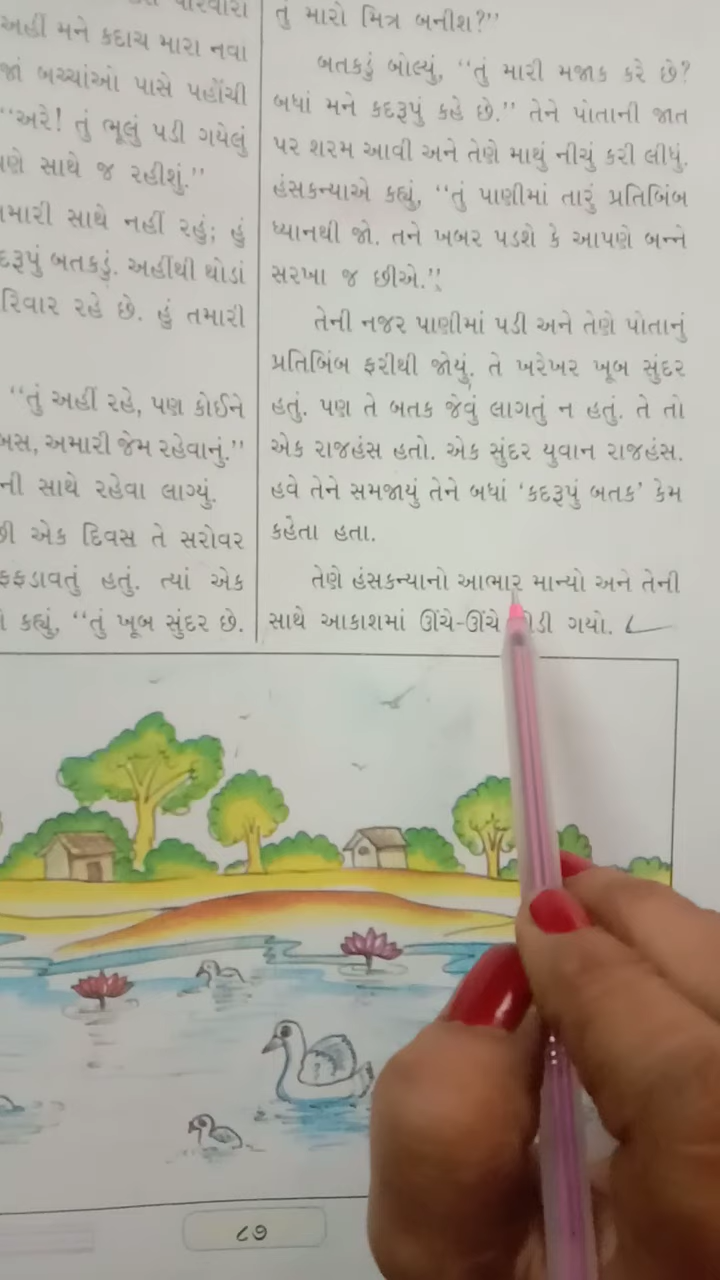 અહીં મને કદાચ મારા નવા
બચ્ચાંઓ પાસે પહોંચી
“અરે! તું ભૂલું પડી ગયેલું
સાથે જ રહીશું.”
સાથે નહીં રહું; હું
બતકડું. અહીંથી થોડાં
રહે છે. હું તમારી
“તું અહીં રહે, પણ કોઈને
અમારી જેમ રહેવાનું.”
સાથે રહેવા લાગ્યું.
એક દિવસ તે સરોવર
હતું. ત્યાં એક
કહ્યું, “તું ખૂબ સુંદર છે.
તું મારો મિત્ર બનીશ?”
બતકડું બોલ્યું, “તું મારી મજાક કરે છે?
બધાં મને કદરૂપું કહે છે.” તેને પોતાની જાત
પર શરમ આવી અને તેણે માથું નીચું કરી લીધું.
હંસકન્યાએ કહ્યું, “તું પાણીમાં તારું પ્રતિબિંબ
ધ્યાનથી જો. તને ખબર પડશે કે આપણે બન્ને
સરખા જ છીએ.”
તેની નજર પાણીમાં પડી અને તેણે પોતાનું
પ્રતિબિંબ ફરીથી જોયું. તે ખરેખર ખૂબ સુંદર
હતું. પણ તે બતક જેવું લાગતું ન હતું. તે તો
એક રાજહંસ હતો. એક સુંદર યુવાન રાજહંસ.
હવે તેને સમજાયું તેને બધાં ‘કદરૂપું બતક’ કેમ
કહેતા હતા.
તેણે હંસકન્યાનો આભાર માન્યો અને તેની
સાથે આકાશમાં ઊંચે-ઊંચે ગયો.
૮૭